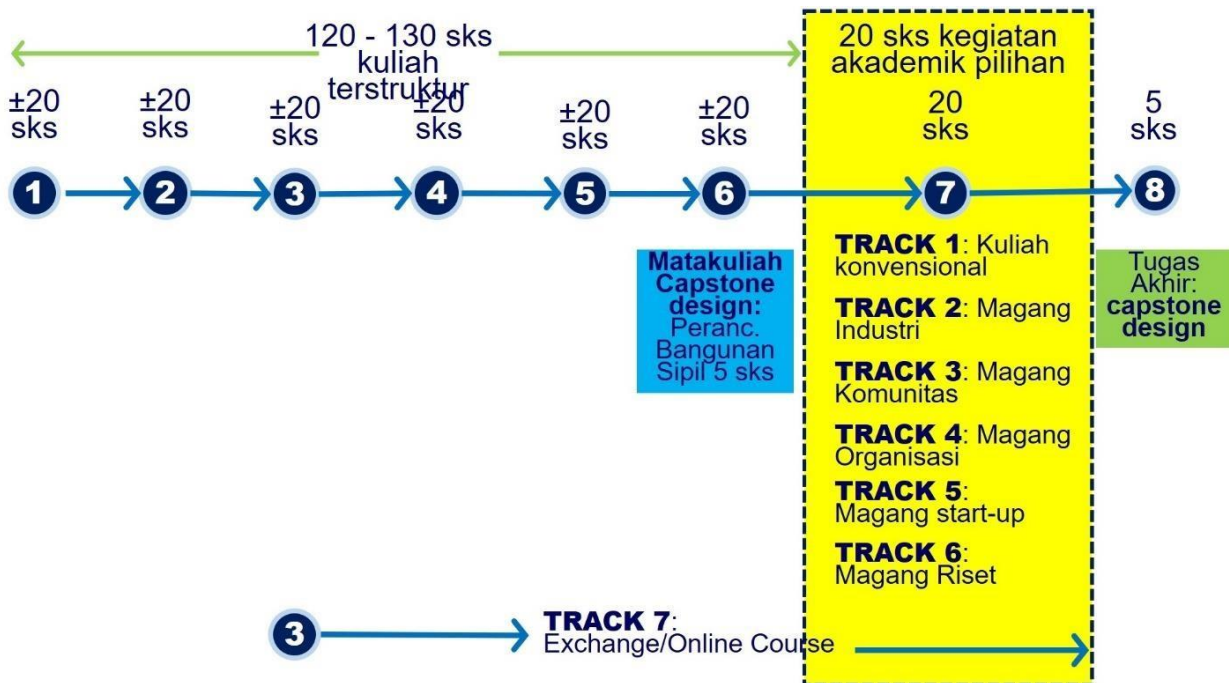 120 - 130 sks
kuliah
terstruktur
20 sks kegiatan
akademik pilihan
±20
sks
±20
sks
±20
sks
±20
sks
±20
sks
±20
sks
20
sks
5
sks
1
2
3
4
5
6
7
8
Matakuliah
Capstone
design:
Peranc.
Bangunan
Sipil 5 sks
TRACK 1: Kuliah
konvensional
TRACK 2: Magang
Industri
TRACK 3: Magang
Komunitas
TRACK 4: Magang
Organisasi
TRACK 5:
Magang start-up
TRACK 6:
Magang Riset
Tugas
Akhir:
capstone
design
3
TRACK 7:
Exchange/Online Course